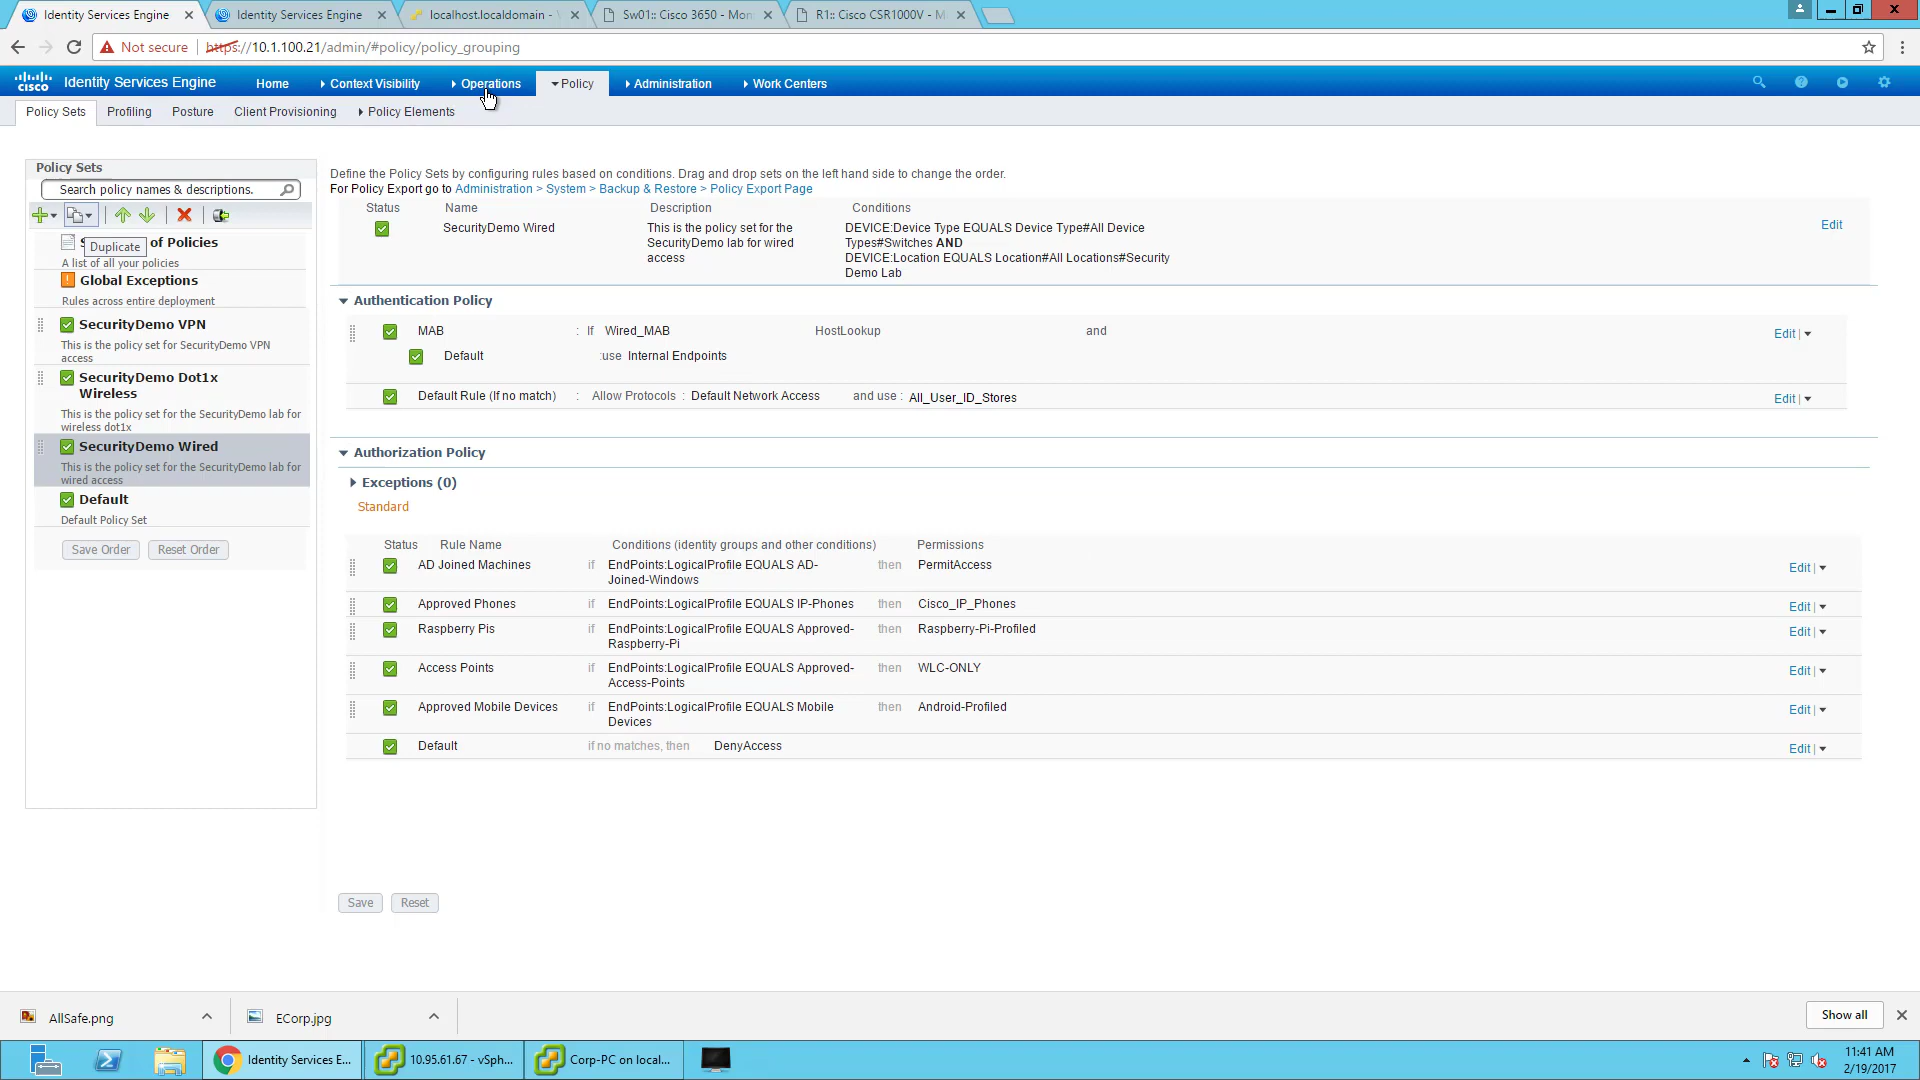 Identity Services Engine
Identity Services Engine
localhost.localdomain -
Sw01:: Cisco 3650 - Mon
R1:: Cisco CSR1000V - M
Not secure
https://10.1.100.21/admin/#policy/policy_grouping
cisco
Identity Services Engine
Home
Context Visibility
Operations
Policy
Administration
Work Centers
Policy Sets
Profiling
Posture
Client Provisioning
Policy Elements
Policy Sets
Search policy names & descriptions.
S of Policies
Duplicate
A list of all your policies
Global Exceptions
Rules across entire deployment
SecurityDemo VPN
This is the policy set for SecurityDemo VPN
access
SecurityDemo Dot1x
Wireless
This is the policy set for the SecurityDemo lab for
wireless dot1x
SecurityDemo Wired
This is the policy set for the SecurityDemo lab for
wired access
Default
Default Policy Set
Save Order
Reset Order
Define the Policy Sets by configuring rules based on conditions. Drag and drop sets on the left hand side to change the order.
For Policy Export go to Administration > System > Backup & Restore > Policy Export Page
Status Name Description Conditions
SecurityDemo Wired
This is the policy set for the
SecurityDemo lab for wired
access
DEVICE:Device Type EQUALS Device Type#All Device
Types#Switches AND
DEVICE:Location EQUALS Location#All Locations#Security
Demo Lab
Edit
Authentication Policy
MAB : If Wired_MAB HostLookup and Edit |
Default :use Internal Endpoints
Default Rule (If no match) : Allow Protocols : Default Network Access and use : All_User_ID_Stores Edit |
Authorization Policy
Exceptions (0)
Standard
Status Rule Name Conditions (identity groups and other conditions) Permissions
AD Joined Machines if EndPoints:LogicalProfile EQUALS AD- then PermitAccess Edit |
Joined-Windows
Approved Phones if EndPoints:LogicalProfile EQUALS IP-Phones then Cisco_IP_Phones Edit |
Raspberry Pis if EndPoints:LogicalProfile EQUALS Approved- then Raspberry-Pi-Profiled Edit |
Raspberry-Pi
Access Points if EndPoints:LogicalProfile EQUALS Approved- then WLC-ONLY Edit |
Access-Points
Approved Mobile Devices if EndPoints:LogicalProfile EQUALS Mobile then Android-Profiled Edit |
Devices
Default if no matches, then DenyAccess Edit |
Save
Reset
AllSafe.png
ECorp.jpg
Show all
Identity Services E...
10.95.61.67 - vSph...
Corp-PC on local...
11:41 AM
2/19/2017